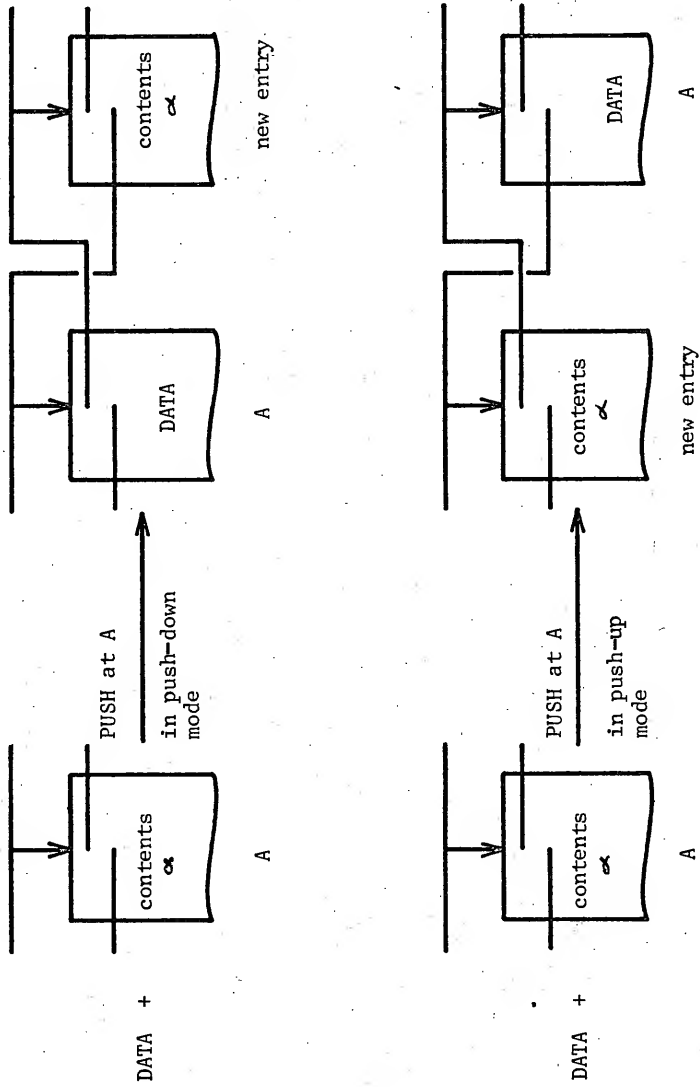 DATA +
contents
α
A
PUSH at A
in push-down
mode
DATA
A
contents
α
new entry
DATA +
contents
α
A
PUSH at A
in push-up
mode
contents
α
new entry
DATA
A